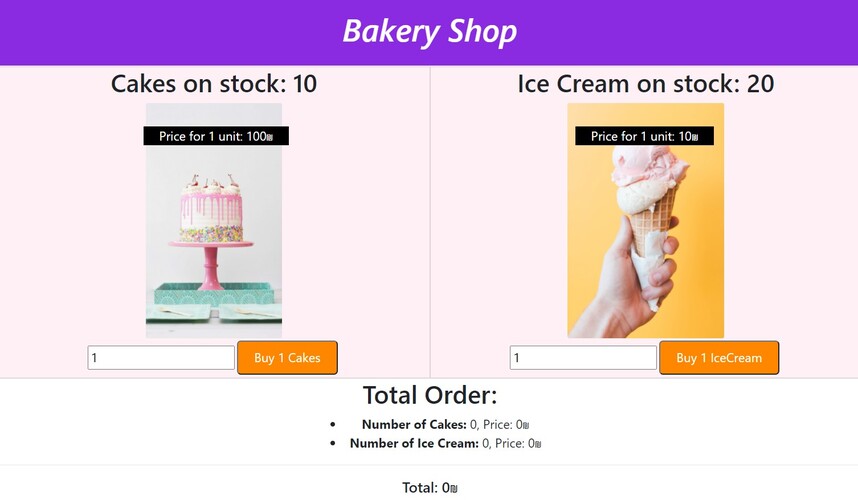 Bakery Shop
Cakes on stock: 10
Price for 1 unit: 100₪
1
Buy 1 Cakes
Ice Cream on stock: 20
Price for 1 unit: 10₪
1
Buy 1 IceCream
Total Order:
• Number of Cakes: 0, Price: 0₪
• Number of Ice Cream: 0, Price: 0₪
Total: 0₪